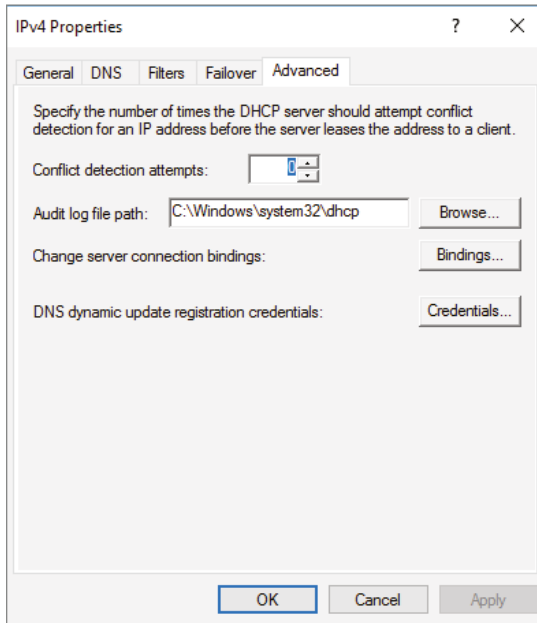 IPv4 Properties
? ×
General DNS Filters Failover Advanced
Specify the number of times the DHCP server should attempt conflict
detection for an IP address before the server leases the address to a client.
Conflict detection attempts: 0
Audit log file path: C:\Windows\system32\dhcp Browse...
Change server connection bindings: Bindings...
DNS dynamic update registration credentials: Credentials...
OK Cancel Apply